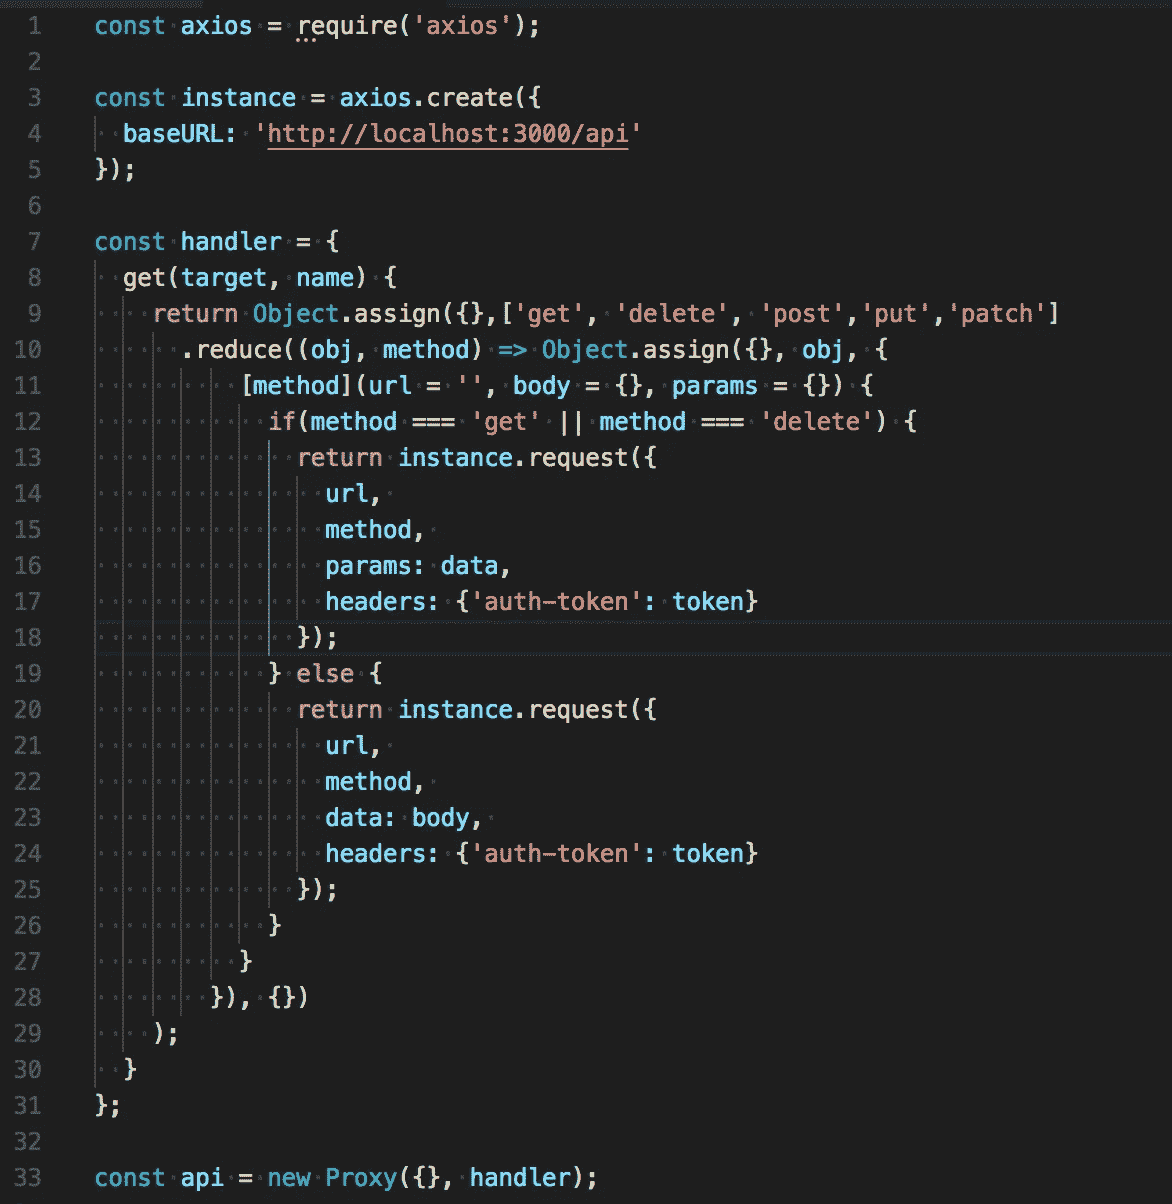 1 const axios = require('axios');
2
3 const instance = axios.create({
4   baseURL: 'http://localhost:3000/api'
5 });
6
7 const handler = {
8   get(target, name) {
9     return Object.assign({},['get', 'delete', 'post','put','patch']
10       .reduce((obj, method) => Object.assign({}, obj, {
11           [method](url = '', body = {}, params = {}) {
12             if(method === 'get' || method === 'delete') {
13               return instance.request({
14                 url,
15                 method,
16                 params: data,
17                 headers: {'auth-token': token}
18               });
19             } else {
20               return instance.request({
21                 url,
22                 method,
23                 data: body,
24                 headers: {'auth-token': token}
25               });
26             }
27           }
28         }), {})
29     );
30   }
31 };
32
33 const api = new Proxy({}, handler);